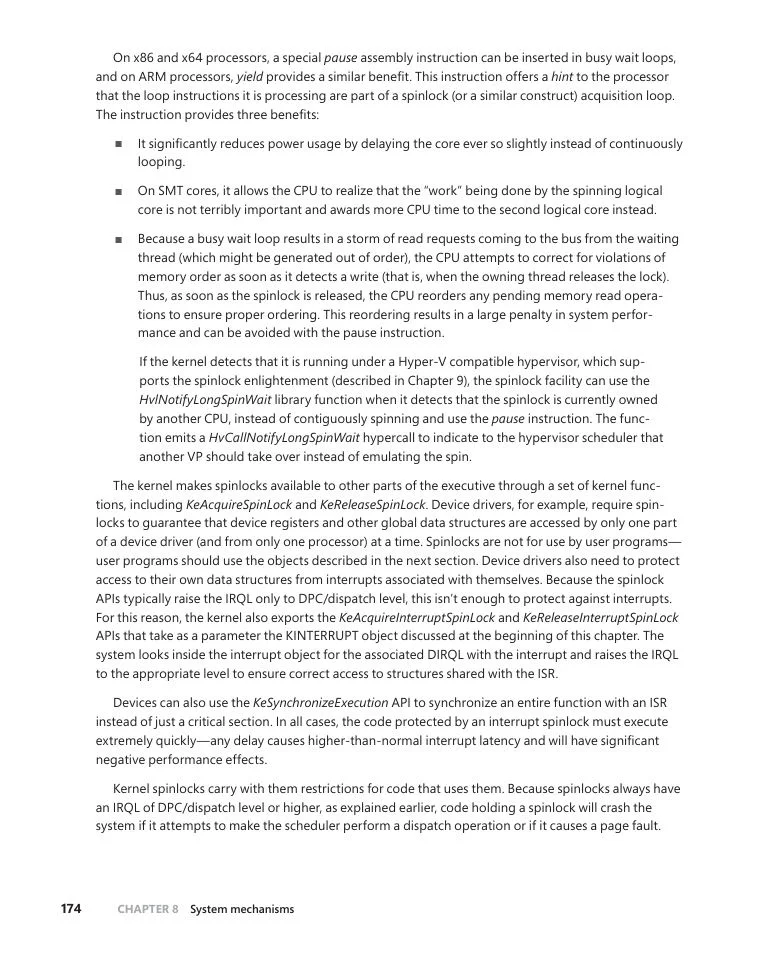 On x86 and x64 processors, a special pause assembly instruction can be inserted in busy wait loops,
and on ARM processors, yield provides a similar benefit. This instruction offers a hint to the processor
that the loop instructions it is processing are part of a spinlock (or a similar construct) acquisition loop.
The instruction provides three benefits:
■ It significantly reduces power usage by delaying the core ever so slightly instead of continuously
looping.
■ On SMT cores, it allows the CPU to realize that the “work” being done by the spinning logical
core is not terribly important and awards more CPU time to the second logical core instead.
■ Because a busy wait loop results in a storm of read requests coming to the bus from the waiting
thread (which might be generated out of order), the CPU attempts to correct for violations of
memory order as soon as it detects a write (that is, when the owning thread releases the lock).
Thus, as soon as the spinlock is released, the CPU reorders any pending memory read opera-
tions to ensure proper ordering. This reordering results in a large penalty in system perfor-
mance and can be avoided with the pause instruction.
If the kernel detects that it is running under a Hyper-V compatible hypervisor, which sup-
ports the spinlock enlightenment (described in Chapter 9), the spinlock facility can use the
HvlNotifyLongSpinWait library function when it detects that the spinlock is currently owned
by another CPU, instead of contiguously spinning and use the pause instruction. The func-
tion emits a HvCallNotifyLongSpinWait hypercall to indicate to the hypervisor scheduler that
another VP should take over instead of emulating the spin.
The kernel makes spinlocks available to other parts of the executive through a set of kernel func-
tions, including KeAcquireSpinLock and KeReleaseSpinLock. Device drivers, for example, require spin-
locks to guarantee that device registers and other global data structures are accessed by only one part
of a device driver (and from only one processor) at a time. Spinlocks are not for use by user programs—
user programs should use the objects described in the next section. Device drivers also need to protect
access to their own data structures from interrupts associated with themselves. Because the spinlock
APIs typically raise the IRQL only to DPC/dispatch level, this isn’t enough to protect against interrupts.
For this reason, the kernel also exports the KeAcquireInterruptSpinLock and KeReleaseInterruptSpinLock
APIs that take as a parameter the KINTERRUPT object discussed at the beginning of this chapter. The
system looks inside the interrupt object for the associated DIRQL with the interrupt and raises the IRQL
to the appropriate level to ensure correct access to structures shared with the ISR.
Devices can also use the KeSynchronizeExecution API to synchronize an entire function with an ISR
instead of just a critical section. In all cases, the code protected by an interrupt spinlock must execute
extremely quickly—any delay causes higher-than-normal interrupt latency and will have significant
negative performance effects.
Kernel spinlocks carry with them restrictions for code that uses them. Because spinlocks always have
an IRQL of DPC/dispatch level or higher, as explained earlier, code holding a spinlock will crash the
system if it attempts to make the scheduler perform a dispatch operation or if it causes a page fault.
174 CHAPTER 8 System mechanisms